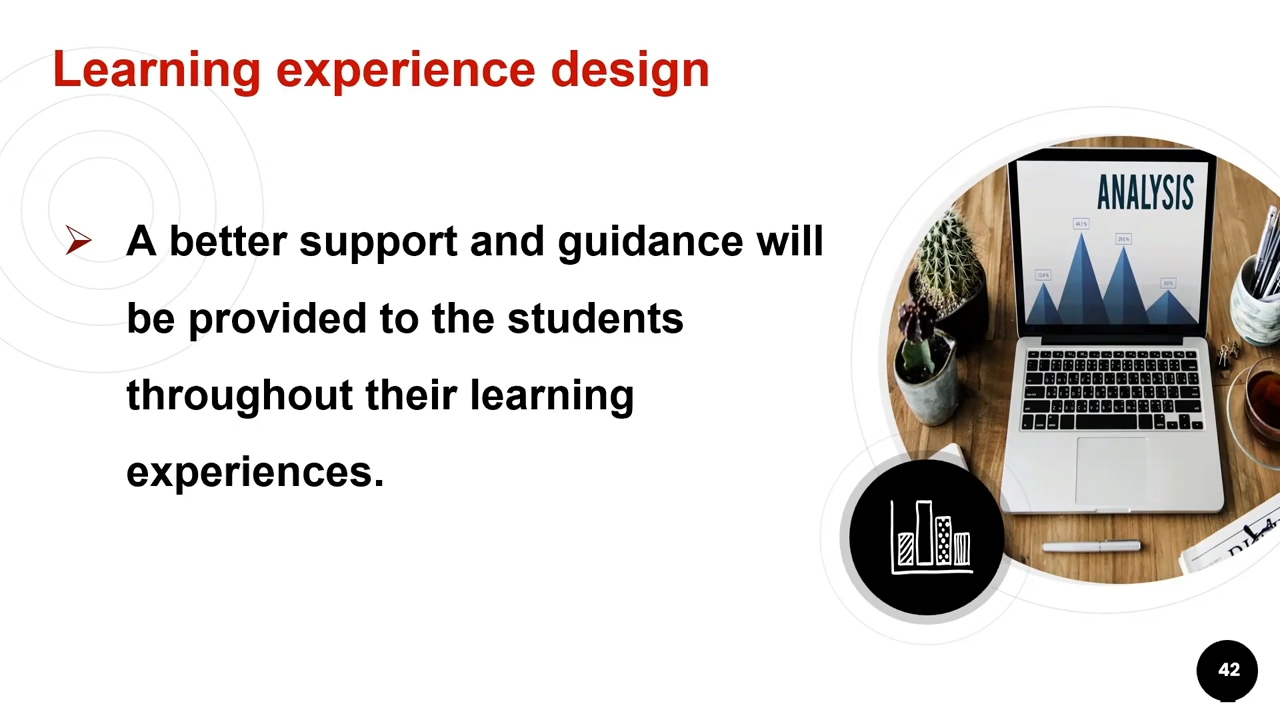 Learning experience design
➢ A better support and guidance will
be provided to the students
throughout their learning
experiences.
ANALYSIS
42